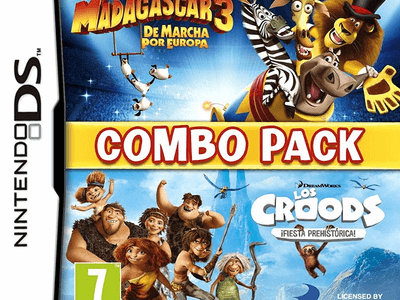 MADAGASCAR 3
DE MARCHA
POR EUROPA
NINTENDO DS
COMBO PACK
DREAMWORKS
LOS
CROODS
¡FIESTA PREHISTÓRICA!
7
LICENSED BY